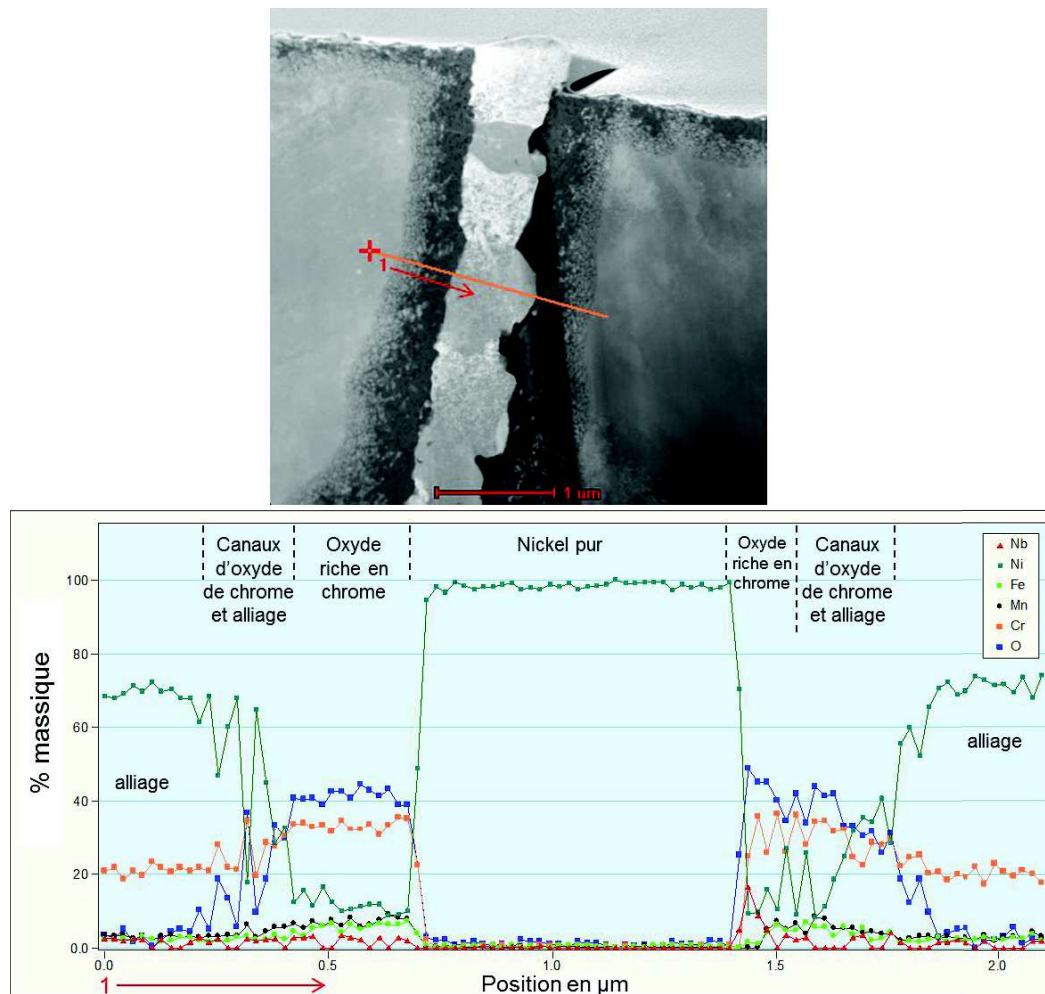 1
1 um
Canaux
d'oxyde
de chrome
et alliage
Oxyde
riche en
chrome
Nickel pur
Oxyde
riche en
chrome
Canaux
d'oxyde
de chrome
et alliage
Nb
Ni
Fe
Mn
Cr
O
% massique
100
80
60
40
20
0.0
alliage
alliage
0.0
0.5
1.0
1.5
2.0
1
Position en µm